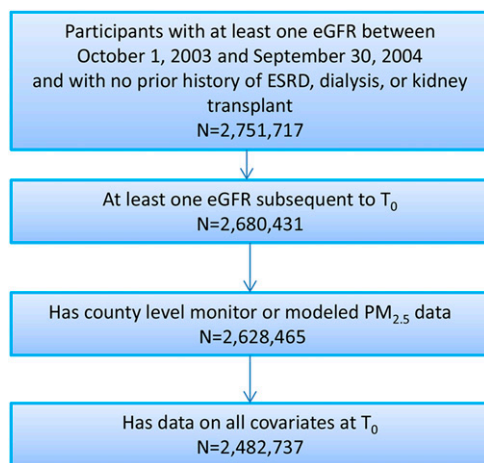 Participants with at least one eGFR between
October 1, 2003 and September 30, 2004
and with no prior history of ESRD, dialysis, or kidney
transplant
N=2,751,717
At least one eGFR subsequent to T₀
N=2,680,431
Has county level monitor or modeled PM₂.₅ data
N=2,628,465
Has data on all covariates at T₀
N=2,482,737